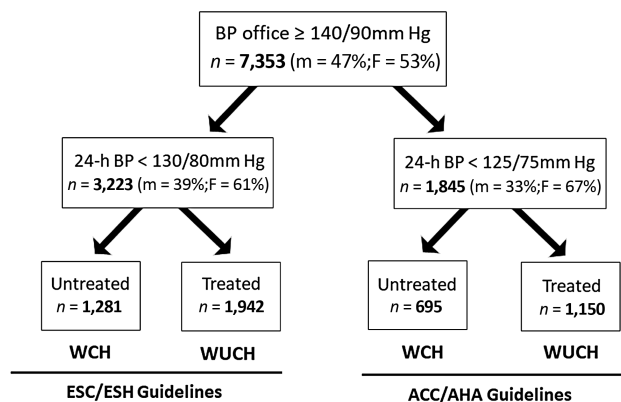 BP office ≥ 140/90mm Hg
n = 7,353 (m = 47%;F = 53%)
24-h BP < 130/80mm Hg
n = 3,223 (m = 39%;F = 61%)
24-h BP < 125/75mm Hg
n = 1,845 (m = 33%;F = 67%)
Untreated
n = 1,281
Treated
n = 1,942
Untreated
n = 695
Treated
n = 1,150
WCH
WUCH
WCH
WUCH
ESC/ESH Guidelines
ACC/AHA Guidelines